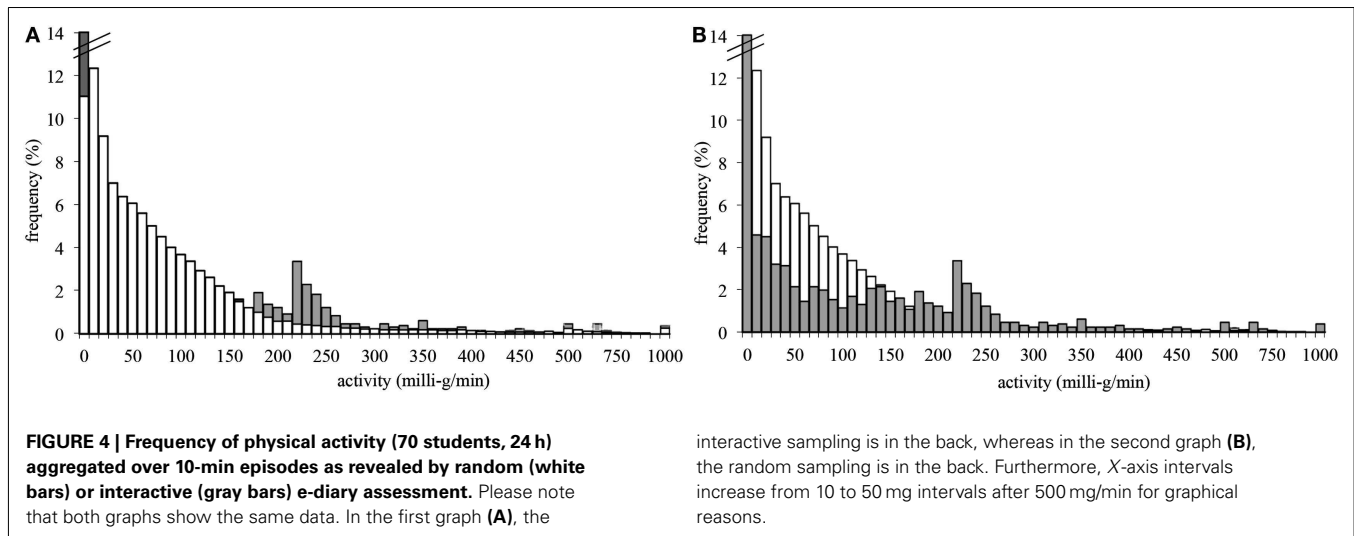 A
14
12
10
8
6
4
2
0
frequency (%)
0 50 100 150 200 250 300 350 400 450 500 750 1000
activity (milli-g/min)
B
14
12
10
8
6
4
2
0
frequency (%)
0 50 100 150 200 250 300 350 400 450 500 750 1000
activity (milli-g/min)
FIGURE 4 | Frequency of physical activity (70 students, 24 h)
aggregated over 10-min episodes as revealed by random (white
bars) or interactive (gray bars) e-diary assessment. Please note
that both graphs show the same data. In the first graph (A), the
interactive sampling is in the back, whereas in the second graph (B),
the random sampling is in the back. Furthermore, X-axis intervals
increase from 10 to 50 mg intervals after 500 mg/min for graphical
reasons.